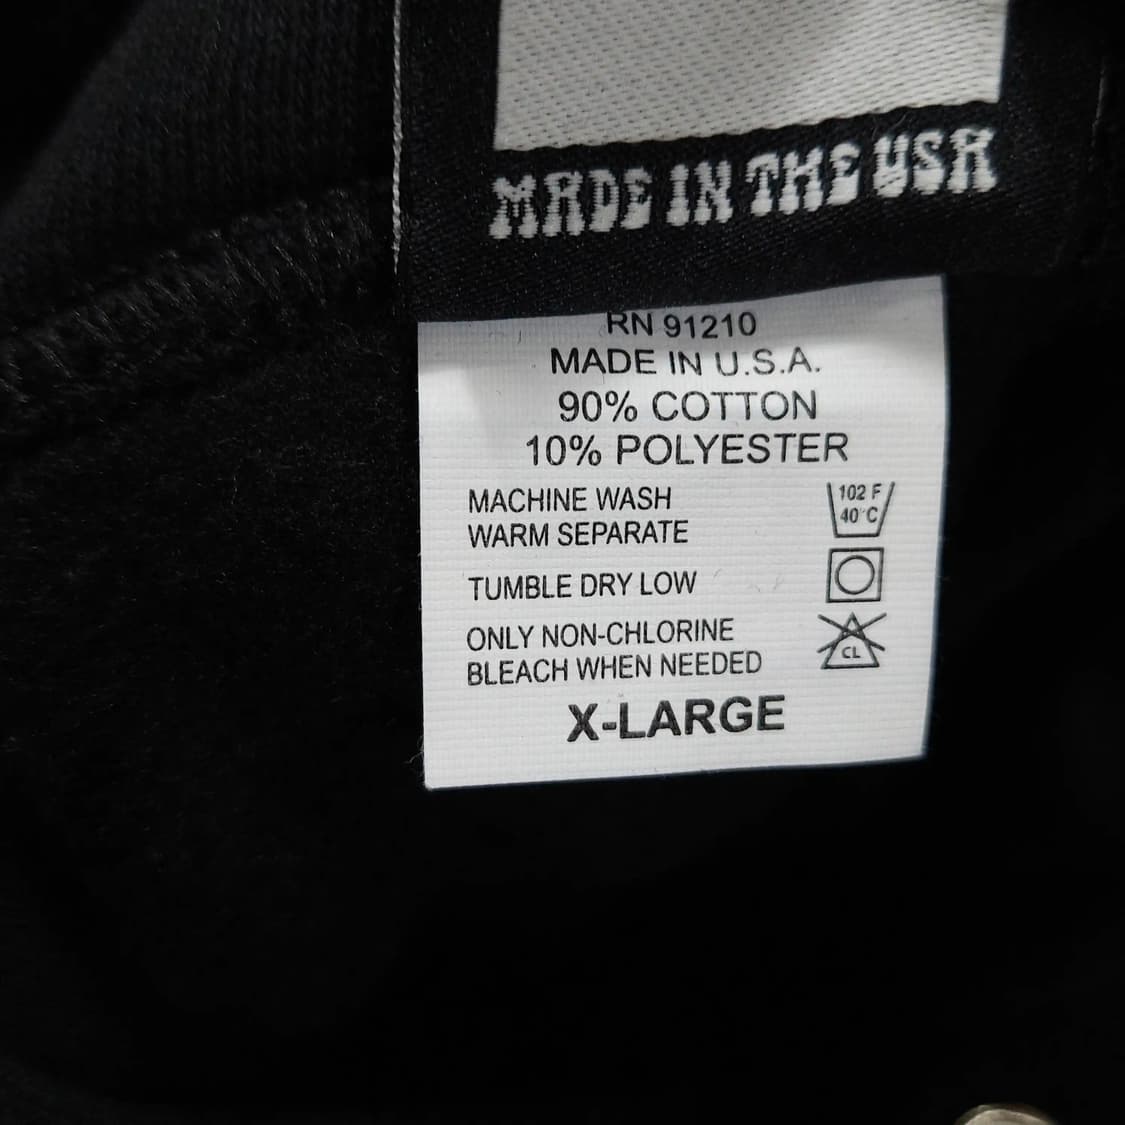 MADE IN THE USA
RN 91210
MADE IN U.S.A.
90% COTTON
10% POLYESTER
MACHINE WASH
WARM SEPARATE
102 F
40°C
TUMBLE DRY LOW
ONLY NON-CHLORINE
BLEACH WHEN NEEDED
CL
X-LARGE